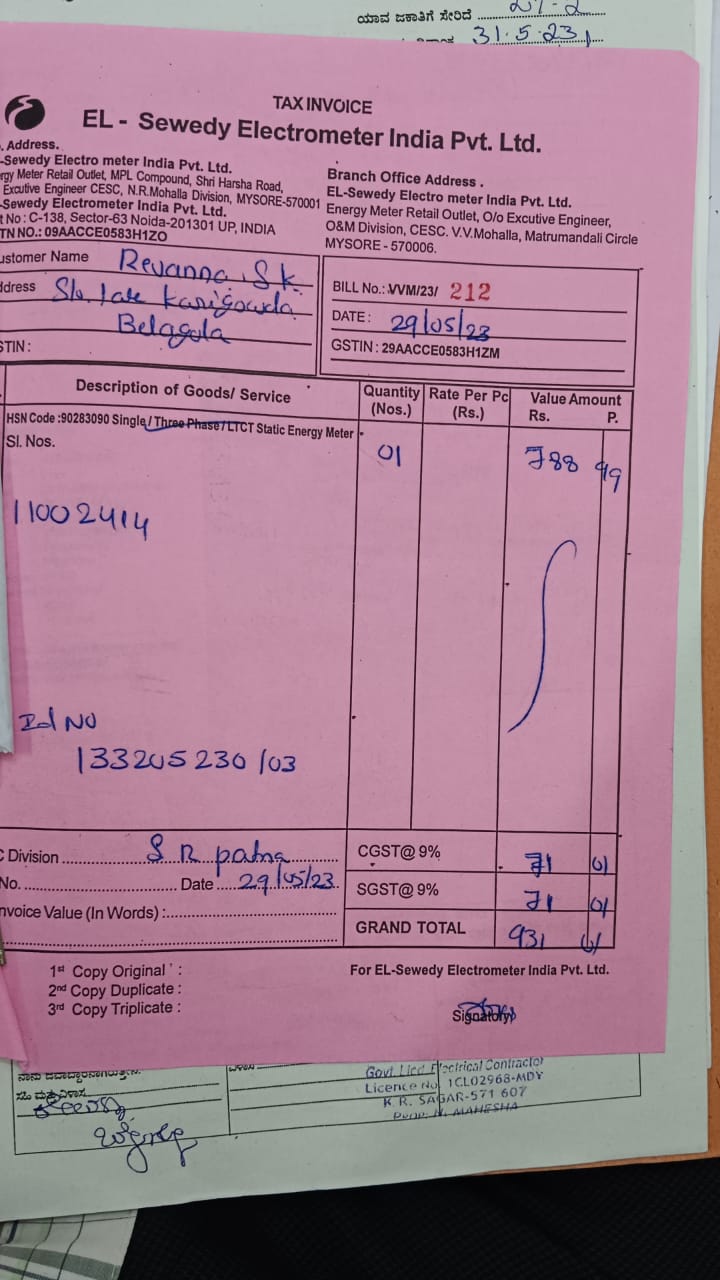 ಯಾವ ಜಕಾತಿಗೆ ಸೇರಿದೆ
31.5.23
TAX INVOICE
EL - Sewedy Electrometer India Pvt. Ltd.
Address.
-Sewedy Electro meter India Pvt. Ltd.
rgy Meter Retail Outlet, MPL Compound, Shri Harsha Road,
Excutive Engineer CESC, N.R.Mohalla Division, MYSORE-570001
-Sewedy Electrometer India Pvt. Ltd.
t No : C-138, Sector-63 Noida-201301 UP, INDIA
TN NO.: 09AACCE0583H1ZO
Branch Office Address .
EL-Sewedy Electro meter India Pvt. Ltd.
Energy Meter Retail Outlet, O/o Excutive Engineer,
O&M Division, CESC. V.V.Mohalla, Matrumandali Circle
MYSORE - 570006.
ustomer Name Revanna S K.
ddress S/o. late Karigowda
Belagola
STIN :
BILL No.: VVM/23/ 212
DATE : 29/05/23
GSTIN : 29AACCE0583H1ZM
Description of Goods/ Service
Quantity (Nos.)
Rate Per Pc (Rs.)
Value Amount
Rs. P.
HSN Code :90283090 Single / Three Phase / LTCT Static Energy Meter
Sl. Nos.
01 788 99
11002414
Id NO
133205230/03
C Division S R patna
No. Date 29/05/23
nvoice Value (In Words) :
CGST@ 9% 71 01
SGST@ 9% 71 01
GRAND TOTAL 931 01
1st Copy Original :
2nd Copy Duplicate :
3rd Copy Triplicate :
For EL-Sewedy Electrometer India Pvt. Ltd.
Signatory
Govt. Licd Electrical Contractor
Licence No 1CL02968-MDY
K. R. SAGAR-571 607
Prop: N. MAHESHA